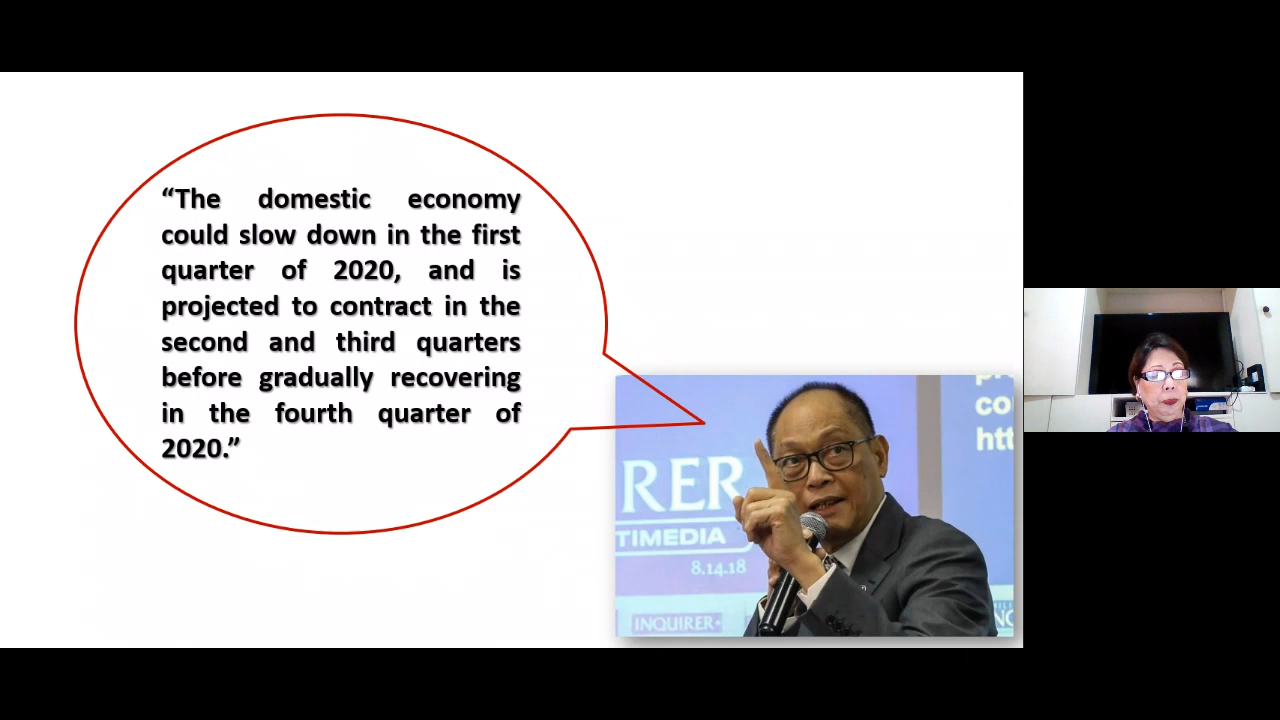 “The domestic economy
could slow down in the first
quarter of 2020, and is
projected to contract in the
second and third quarters
before gradually recovering
in the fourth quarter of
2020.”
RER
TIMEDIA
8.14.18
INQUIRER
co
htt